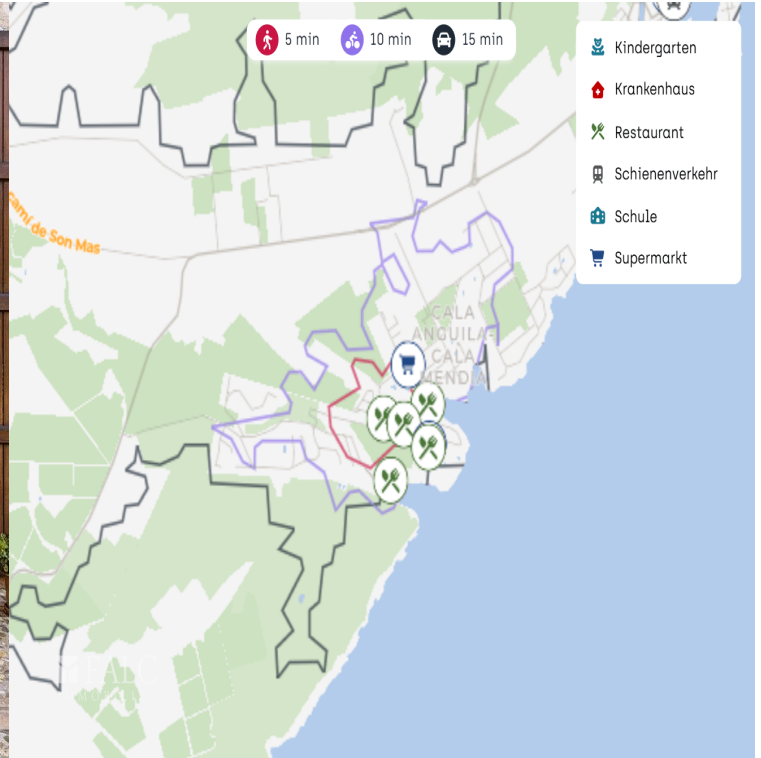 5 min
10 min
15 min
Kindergarten
Krankenhaus
Restaurant
Schienenverkehr
Schule
Supermarkt
camí de Son Mas
CALA
ANGUILA-
CALA
MENDIA
FALC